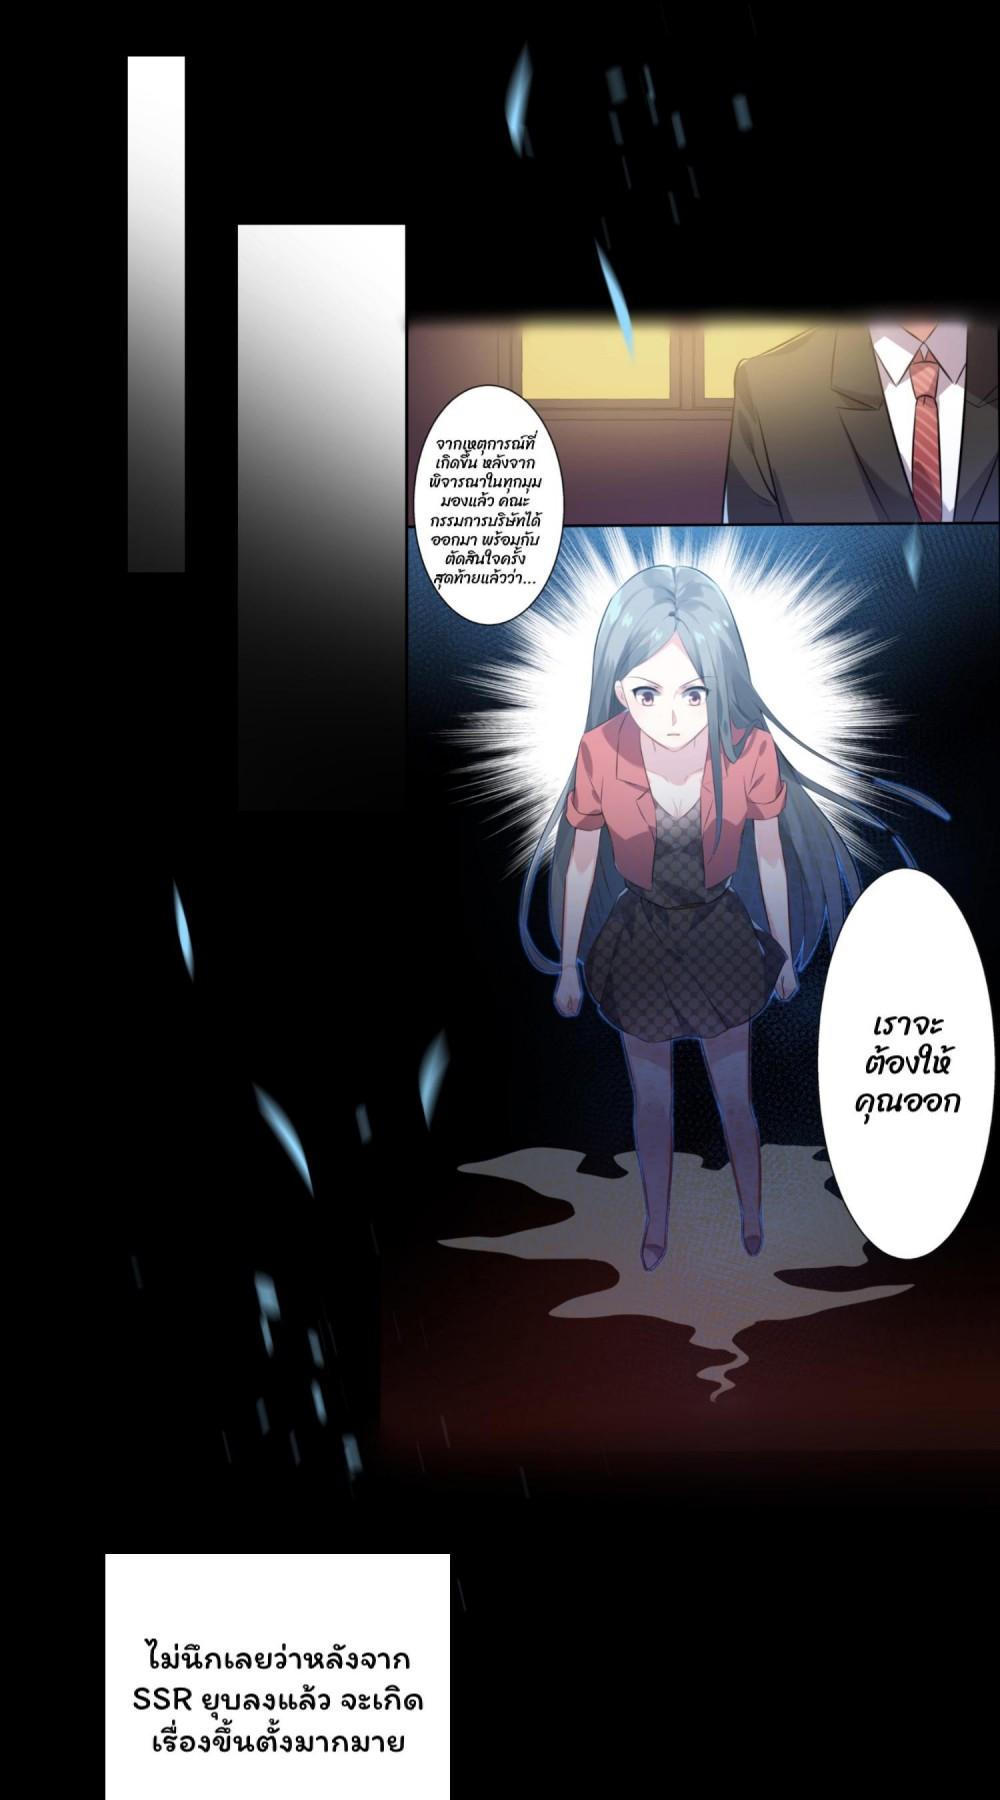 จากเหตุการณ์ที่
เกิดขึ้น หลังจาก
พิจารณาในทุกมุม
มองแล้ว คณะ
กรรมการบริษัทได้
ออกมา พร้อมกับ
ตัดสินใจครั้ง
สุดท้ายแล้วว่า...
เราจะ
ต้องให้
คุณออก
ไม่นึกเลยว่าหลังจาก
SSR ยุบลงแล้ว จะเกิด
เรื่องขึ้นตั้งมากมาย